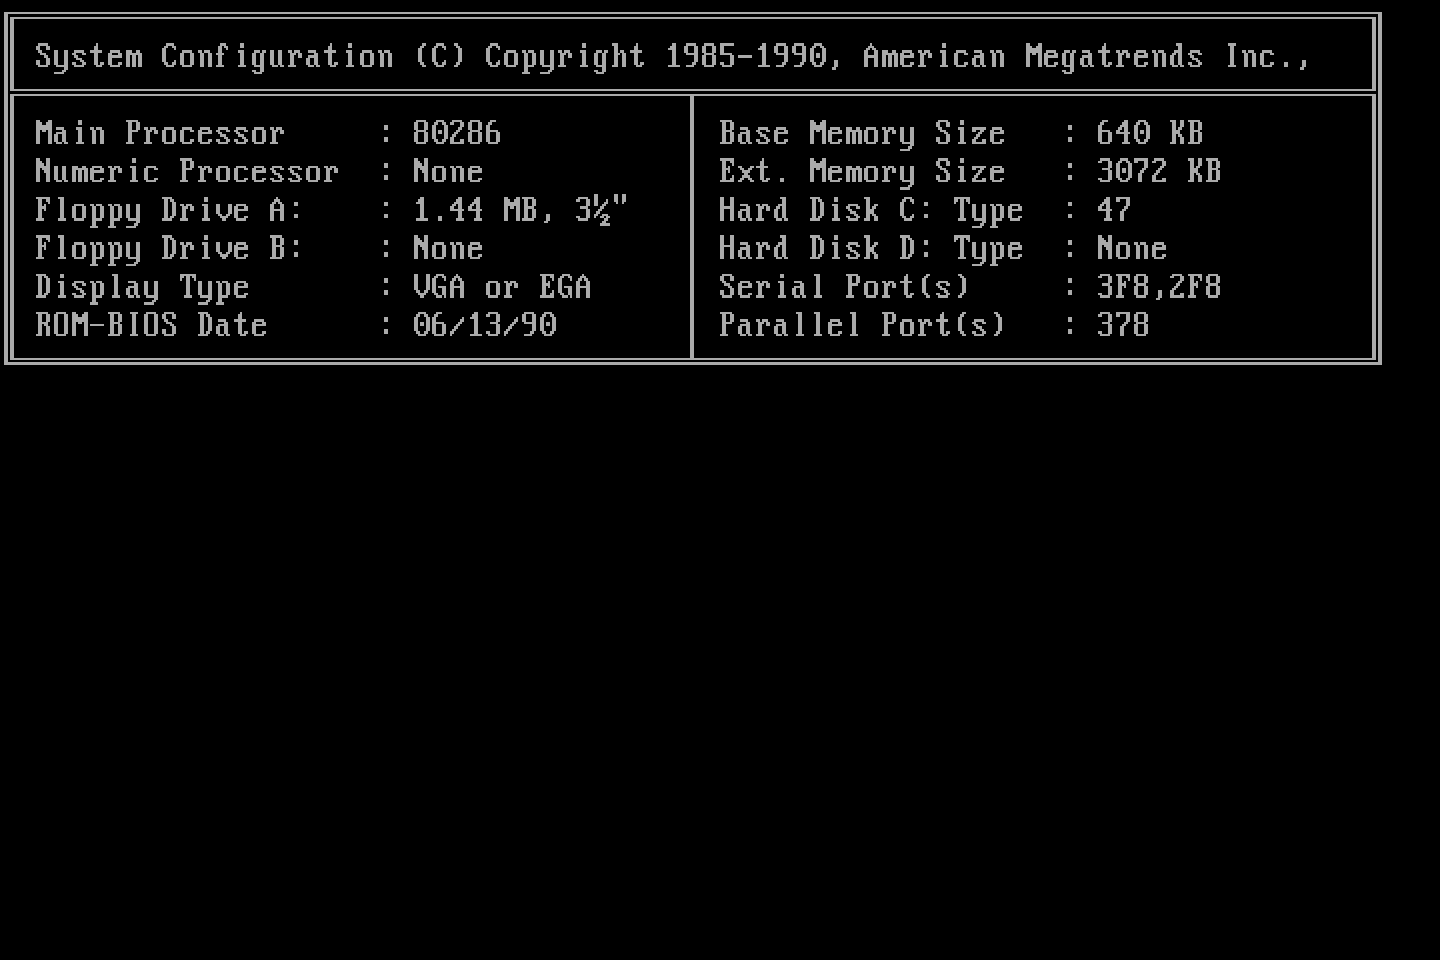 System Configuration (C) Copyright 1985-1990, American Megatrends Inc.,
Main Processor : 80286
Numeric Processor : None
Floppy Drive A: : 1.44 MB, 3½"
Floppy Drive B: : None
Display Type : VGA or EGA
ROM-BIOS Date : 06/13/90
Base Memory Size : 640 KB
Ext. Memory Size : 3072 KB
Hard Disk C: Type : 47
Hard Disk D: Type : None
Serial Port(s) : 3F8,2F8
Parallel Port(s) : 378